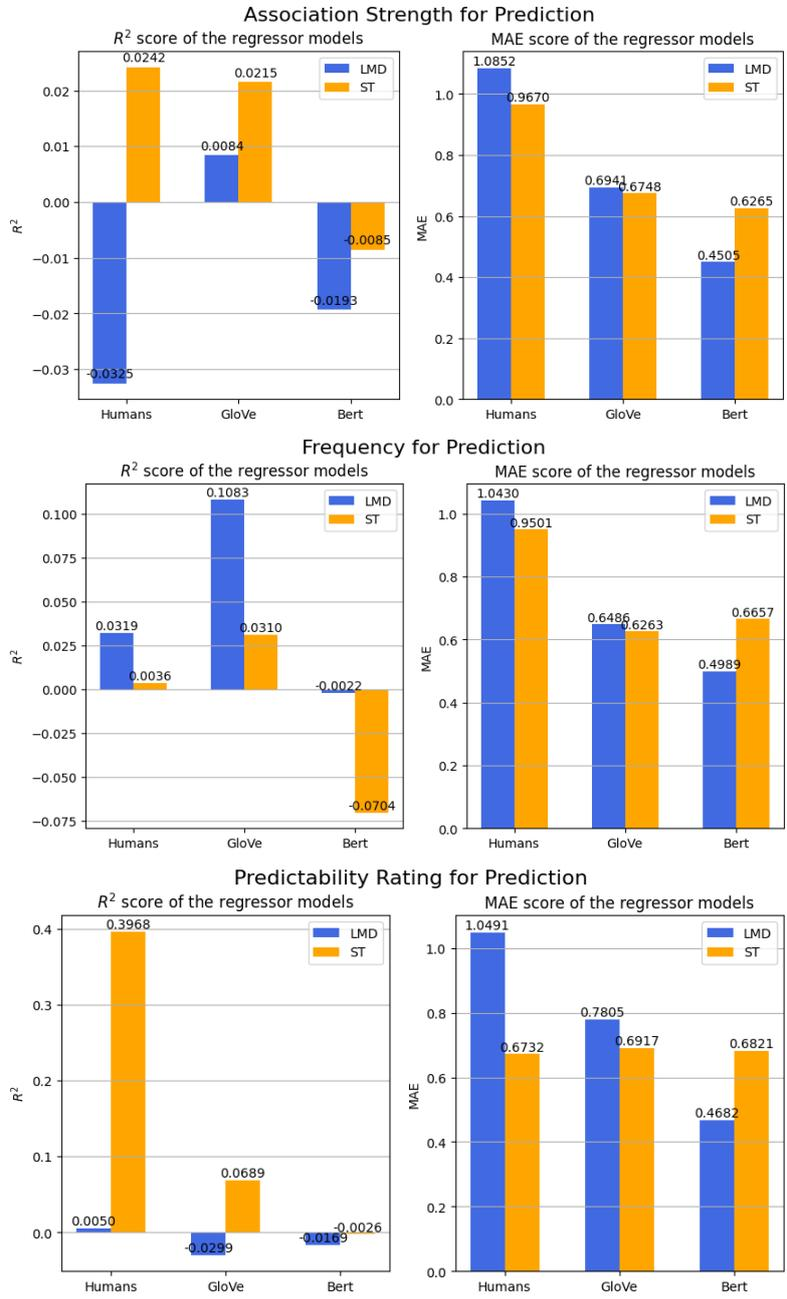 Association Strength for Prediction
R² score of the regressor models
0.0242
0.0215
0.0084
-0.0085
-0.0193
-0.0325
LMD
ST
0.02
0.01
0.00
−0.01
−0.02
−0.03
R²
Humans
GloVe
Bert
MAE score of the regressor models
1.0852
0.9670
0.6941
0.6748
0.4505
0.6265
LMD
ST
1.0
0.8
0.6
0.4
0.2
0.0
MAE
Humans
GloVe
Bert
Frequency for Prediction
R² score of the regressor models
0.0319
0.0036
0.1083
0.0310
-0.0022
-0.0704
LMD
ST
0.100
0.075
0.050
0.025
0.000
−0.025
−0.050
−0.075
R²
Humans
GloVe
Bert
MAE score of the regressor models
1.0430
0.9501
0.6486
0.6263
0.4989
0.6657
LMD
ST
1.0
0.8
0.6
0.4
0.2
0.0
MAE
Humans
GloVe
Bert
Predictability Rating for Prediction
R² score of the regressor models
0.0050
0.3968
-0.0299
0.0689
-0.0169
-0.0026
LMD
ST
0.4
0.3
0.2
0.1
0.0
R²
Humans
GloVe
Bert
MAE score of the regressor models
1.0491
0.6732
0.7805
0.6917
0.4682
0.6821
LMD
ST
1.0
0.8
0.6
0.4
0.2
0.0
MAE
Humans
GloVe
Bert